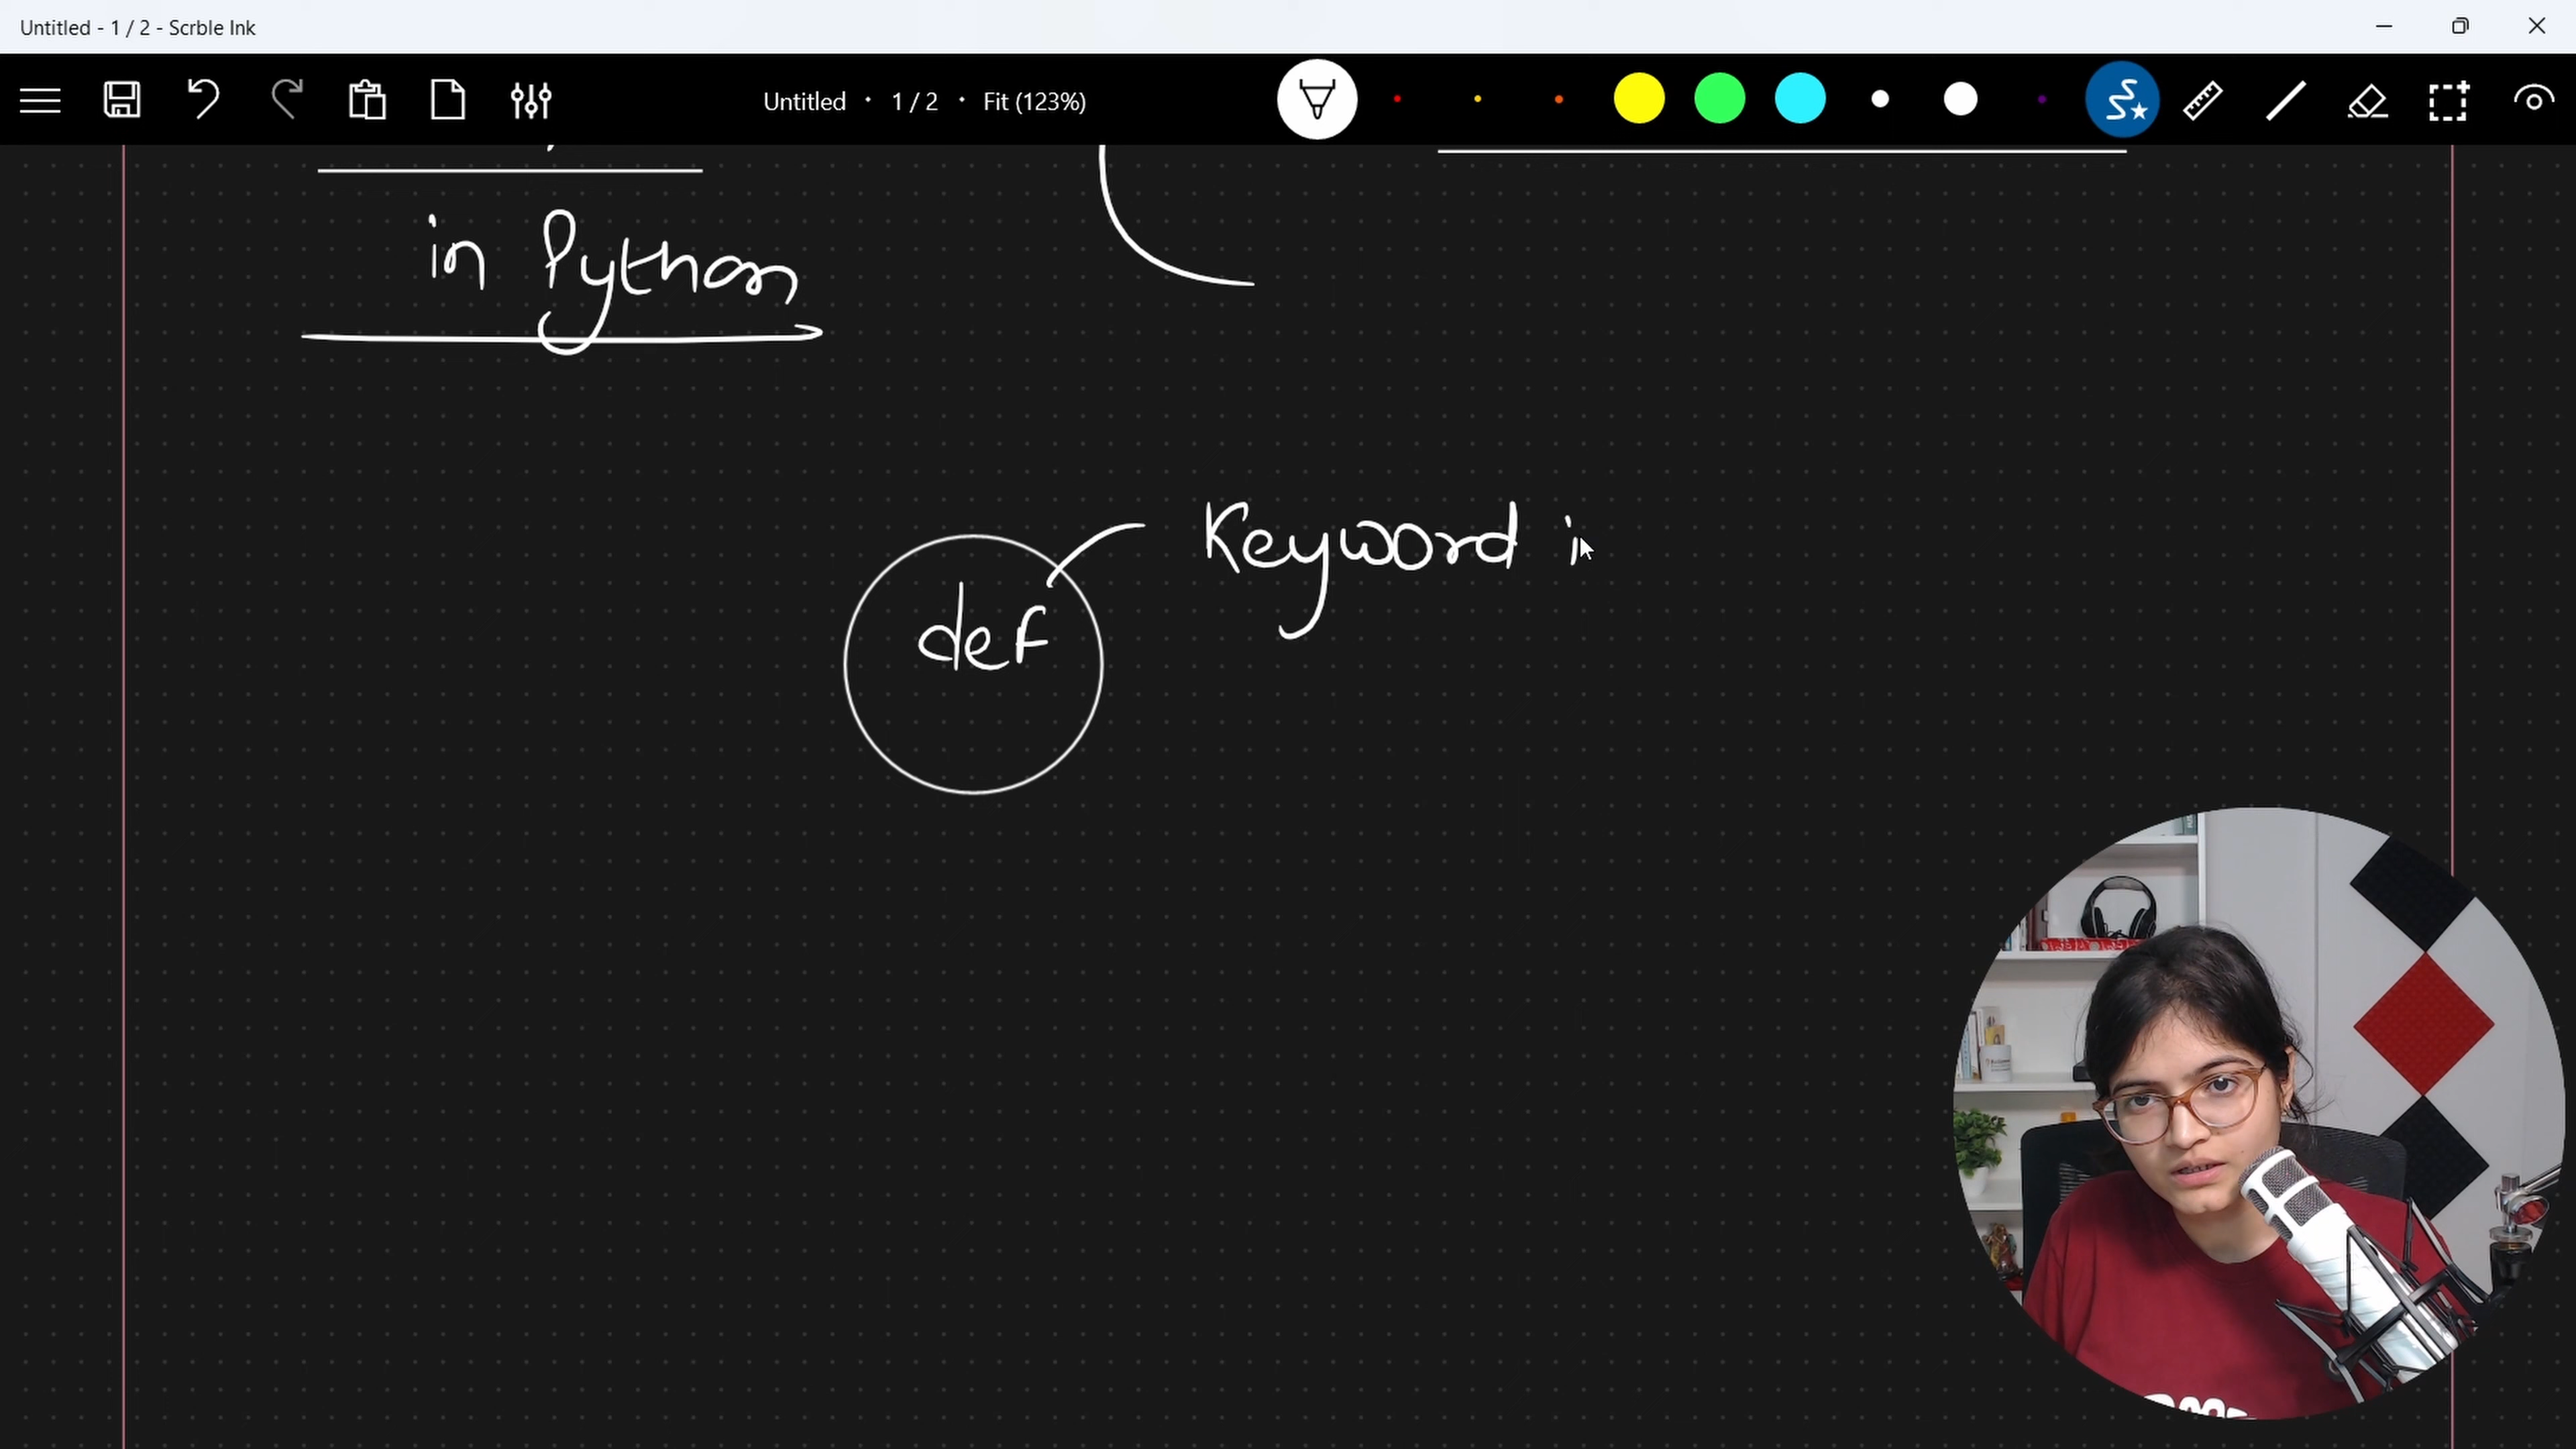 Untitled - 1 / 2 - Scrble Ink
Untitled • 1 / 2 • Fit (123%)
in Python
Keyword i
def